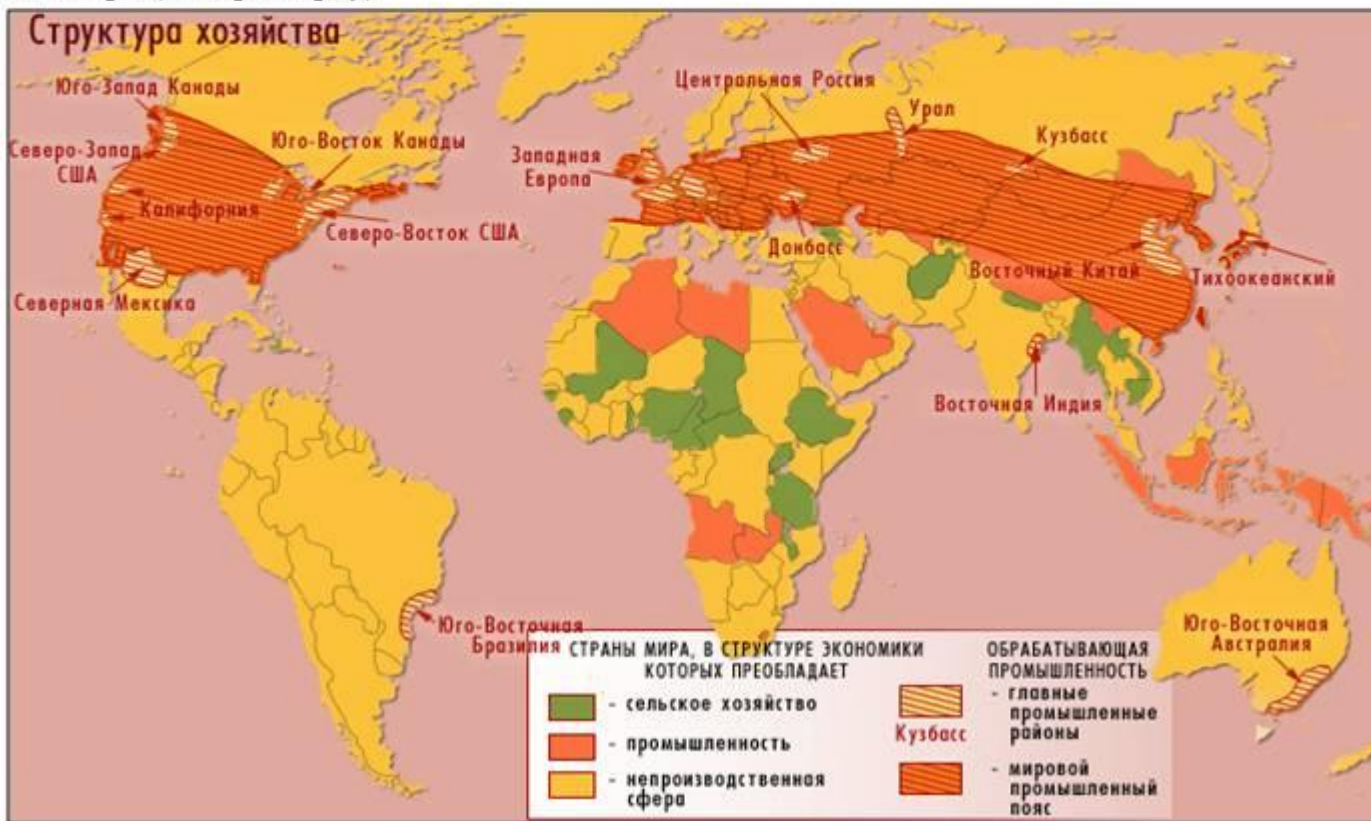 Структура хозяйства
Юго-Запад Канады
Северо-Запад
США
Юго-Восток Канады
Калифорния
Северо-Восток США
Северная Мексика
Западная
Европа
Центральная Россия
Урал
Кузбасс
Донбасс
Восточный Китай
Тихоокеанский
Восточная Индия
Юго-Восточная
Бразилия
Юго-Восточная
Австралия
СТРАНЫ МИРА, В СТРУКТУРЕ ЭКОНОМИКИ
КОТОРЫХ ПРЕОБЛАДАЕТ
- сельское хозяйство
- промышленность
- непроизводственная
сфера
ОБРАБАТЫВАЮЩАЯ
ПРОМЫШЛЕННОСТЬ
- главные
промышленные
районы
Кузбасс
- мировой
промышленный
пояс